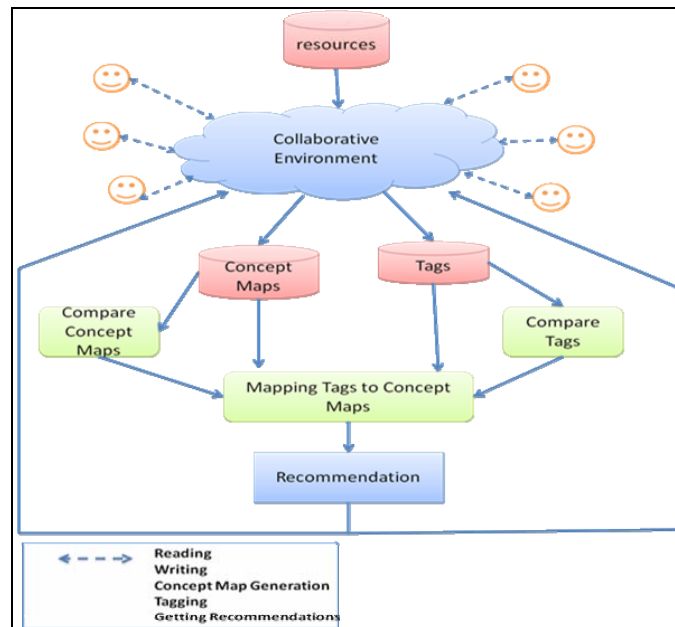 resources
Collaborative
Environment
Concept
Maps
Tags
Compare
Concept
Maps
Compare
Tags
Mapping Tags to Concept
Maps
Recommendation
Reading
Writing
Concept Map Generation
Tagging
Getting Recommendations